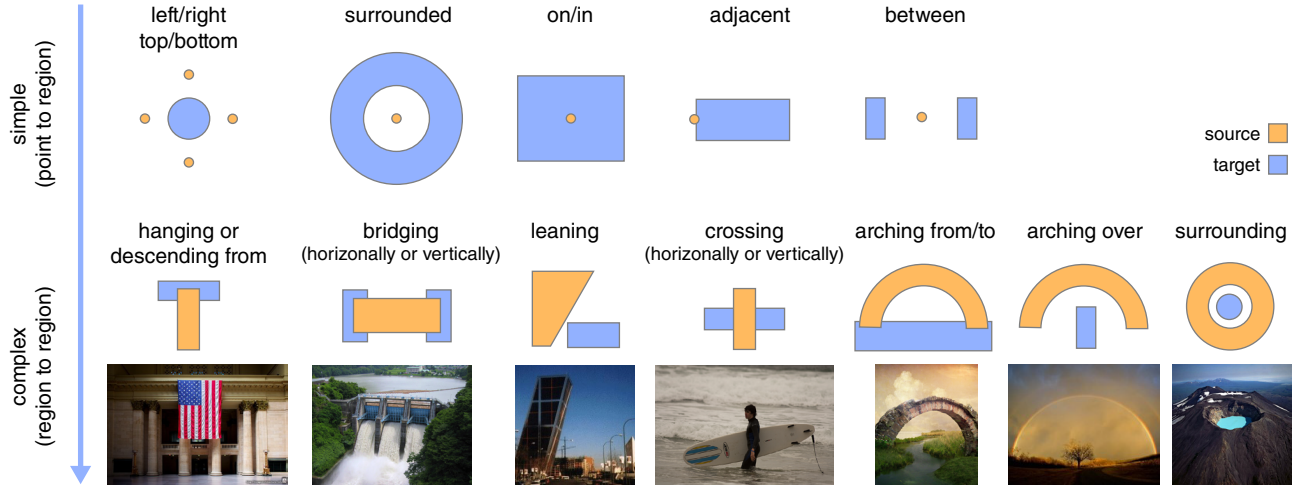 left/right
top/bottom
surrounded
on/in
adjacent
between
simple
(point to region)
source
target
hanging or
descending from
bridging
(horizonally or vertically)
leaning
crossing
(horizonally or vertically)
arching from/to
arching over
surrounding
complex
(region to region)